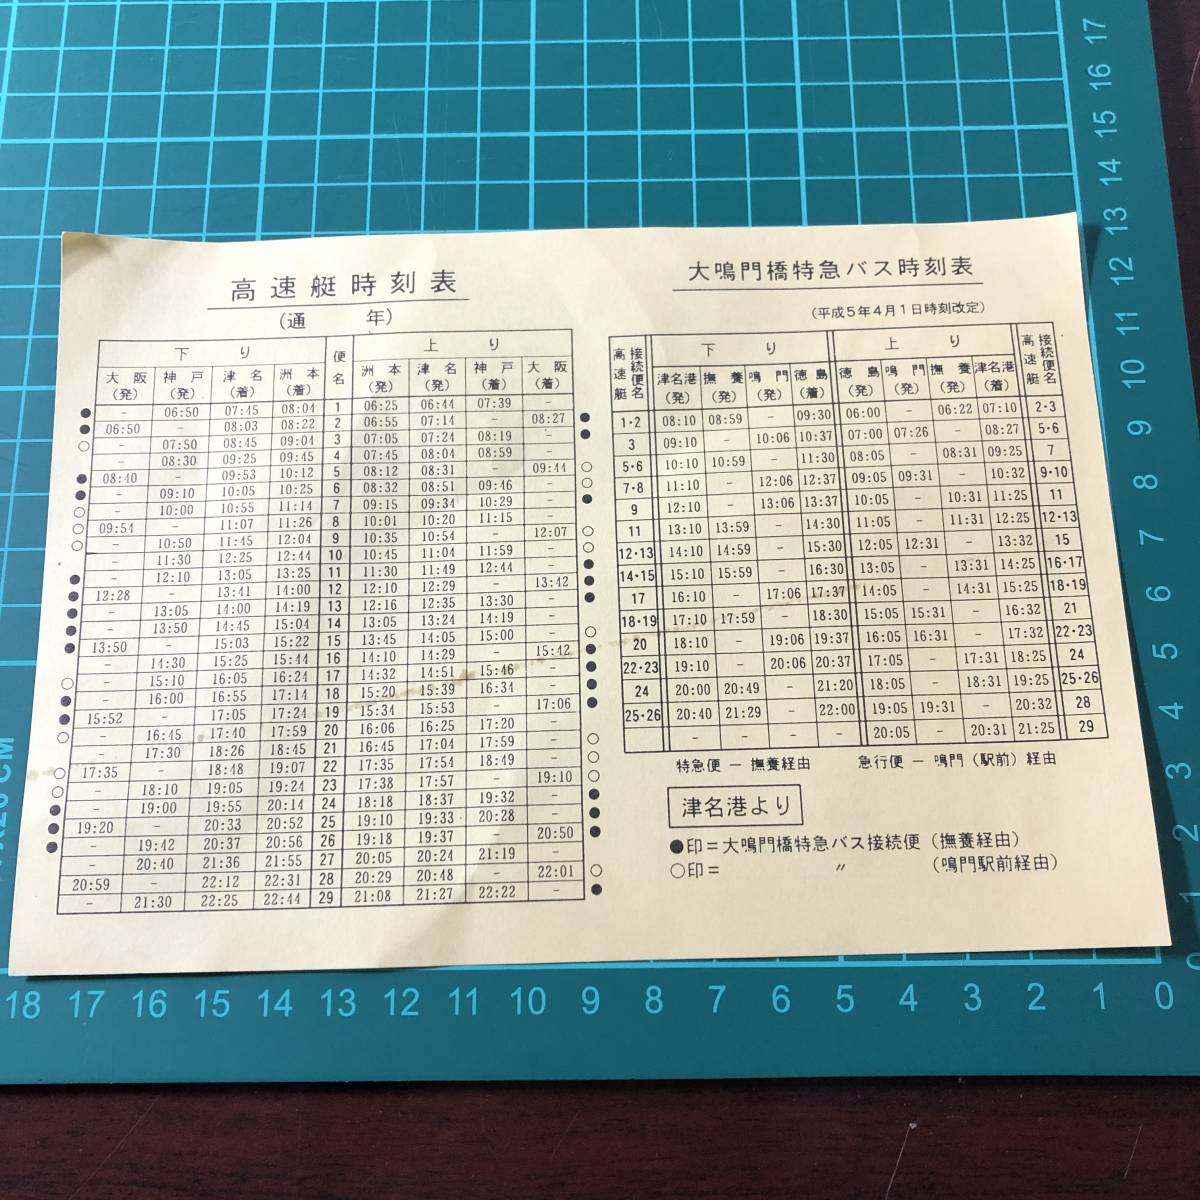 高速艇時刻表
(通 年)
下り 便名 上り
大阪(発) 神戸(発) 津名(着) 洲本(着) 洲本(発) 津名(発) 神戸(着) 大阪(着)
● - 06:50 07:45 08:04 1 06:25 06:44 07:39 -
● 06:50 - 08:03 08:22 2 06:55 07:14 - 08:27 ●
○ - 07:50 08:45 09:04 3 07:05 07:24 08:19 - ●
- 08:30 09:25 09:45 4 07:45 08:04 08:59 -
● 08:40 - 09:53 10:12 5 08:12 08:31 - 09:44 ○
● - 09:10 10:05 10:25 6 08:32 08:51 09:46 - ○
○ - 10:00 10:55 11:14 7 09:15 09:34 10:29 - ●
○ 09:54 - 11:07 11:26 8 10:01 10:20 11:15 -
○ - 10:50 11:45 12:04 9 10:35 10:54 - 12:07 ○
- 11:30 12:25 12:44 10 10:45 11:04 11:59 - ○
● - 12:10 13:05 13:25 11 11:30 11:49 12:44 - ●
● 12:28 - 13:41 14:00 12 12:10 12:29 - 13:42 ●
● - 13:05 14:00 14:19 13 12:16 12:35 13:30 - ●
● - 13:50 14:45 15:04 14 13:05 13:24 14:19 -
● 13:50 - 15:03 15:22 15 13:45 14:05 15:00 - ○
- 14:30 15:25 15:44 16 14:10 14:29 - 15:42 ●
○ - 15:10 16:05 16:24 17 14:32 14:51 15:46 - ●
● - 16:00 16:55 17:14 18 15:20 15:39 16:34 - ●
● 15:52 - 17:05 17:24 19 15:34 15:53 - 17:06 ●
○ - 16:45 17:40 17:59 20 16:06 16:25 17:20 -
- 17:30 18:26 18:45 21 16:45 17:04 17:59 - ○
○ 17:35 - 18:48 19:07 22 17:35 17:54 18:49 - ○
○ - 18:10 19:05 19:24 23 17:38 17:57 - 19:10 ○
● - 19:00 19:55 20:14 24 18:18 18:37 19:32 - ●
● 19:20 - 20:33 20:52 25 19:10 19:33 20:28 - ●
● - 19:42 20:37 20:56 26 19:18 19:37 - 20:50 ●
- 20:40 21:36 21:55 27 20:05 20:24 21:19 -
20:59 - 22:12 22:31 28 20:29 20:48 - 22:01 ○
- 21:30 22:25 22:44 29 21:08 21:27 22:22 - ●
大鳴門橋特急バス時刻表
(平成5年4月1日時刻改定)
高速艇接続便名 下り 上り 高速艇接続便名
津名港(発) 撫養(発) 鳴門(発) 徳島(着) 徳島(発) 鳴門(発) 撫養(発) 津名港(着)
1・2 08:10 08:59 - 09:30 06:00 - 06:22 07:10 2・3
3 09:10 - 10:06 10:37 07:00 07:26 - 08:27 5・6
5・6 10:10 10:59 - 11:30 08:05 - 08:31 09:25 7
7・8 11:10 - 12:06 12:37 09:05 09:31 - 10:32 9・10
9 12:10 - 13:06 13:37 10:05 - 10:31 11:25 11
11 13:10 13:59 - 14:30 11:05 - 11:31 12:25 12・13
12・13 14:10 14:59 - 15:30 12:05 12:31 - 13:32 15
14・15 15:10 15:59 - 16:30 13:05 - 13:31 14:25 16・17
17 16:10 - 17:06 17:37 14:05 - 14:31 15:25 18・19
18・19 17:10 17:59 - 18:30 15:05 15:31 - 16:32 21
20 18:10 - 19:06 19:37 16:05 16:31 - 17:32 22・23
22・23 19:10 - 20:06 20:37 17:05 - 17:31 18:25 24
24 20:00 20:49 - 21:20 18:05 - 18:31 19:25 25・26
25・26 20:40 21:29 - 22:00 19:05 19:31 - 20:32 28
- - - - 20:05 - 20:31 21:25 29
特急便 － 撫養経由 急行便 － 鳴門(駅前)経由
津名港より
●印＝大鳴門橋特急バス接続便(撫養経由)
○印＝ 〃 (鳴門駅前経由)
17
16
15
14
13
12
11
10
9
8
7
6
5
4
3
2
1
18 17 16 15 14 13 12 11 10 9 8 7 6 5 4 3 2 1 0